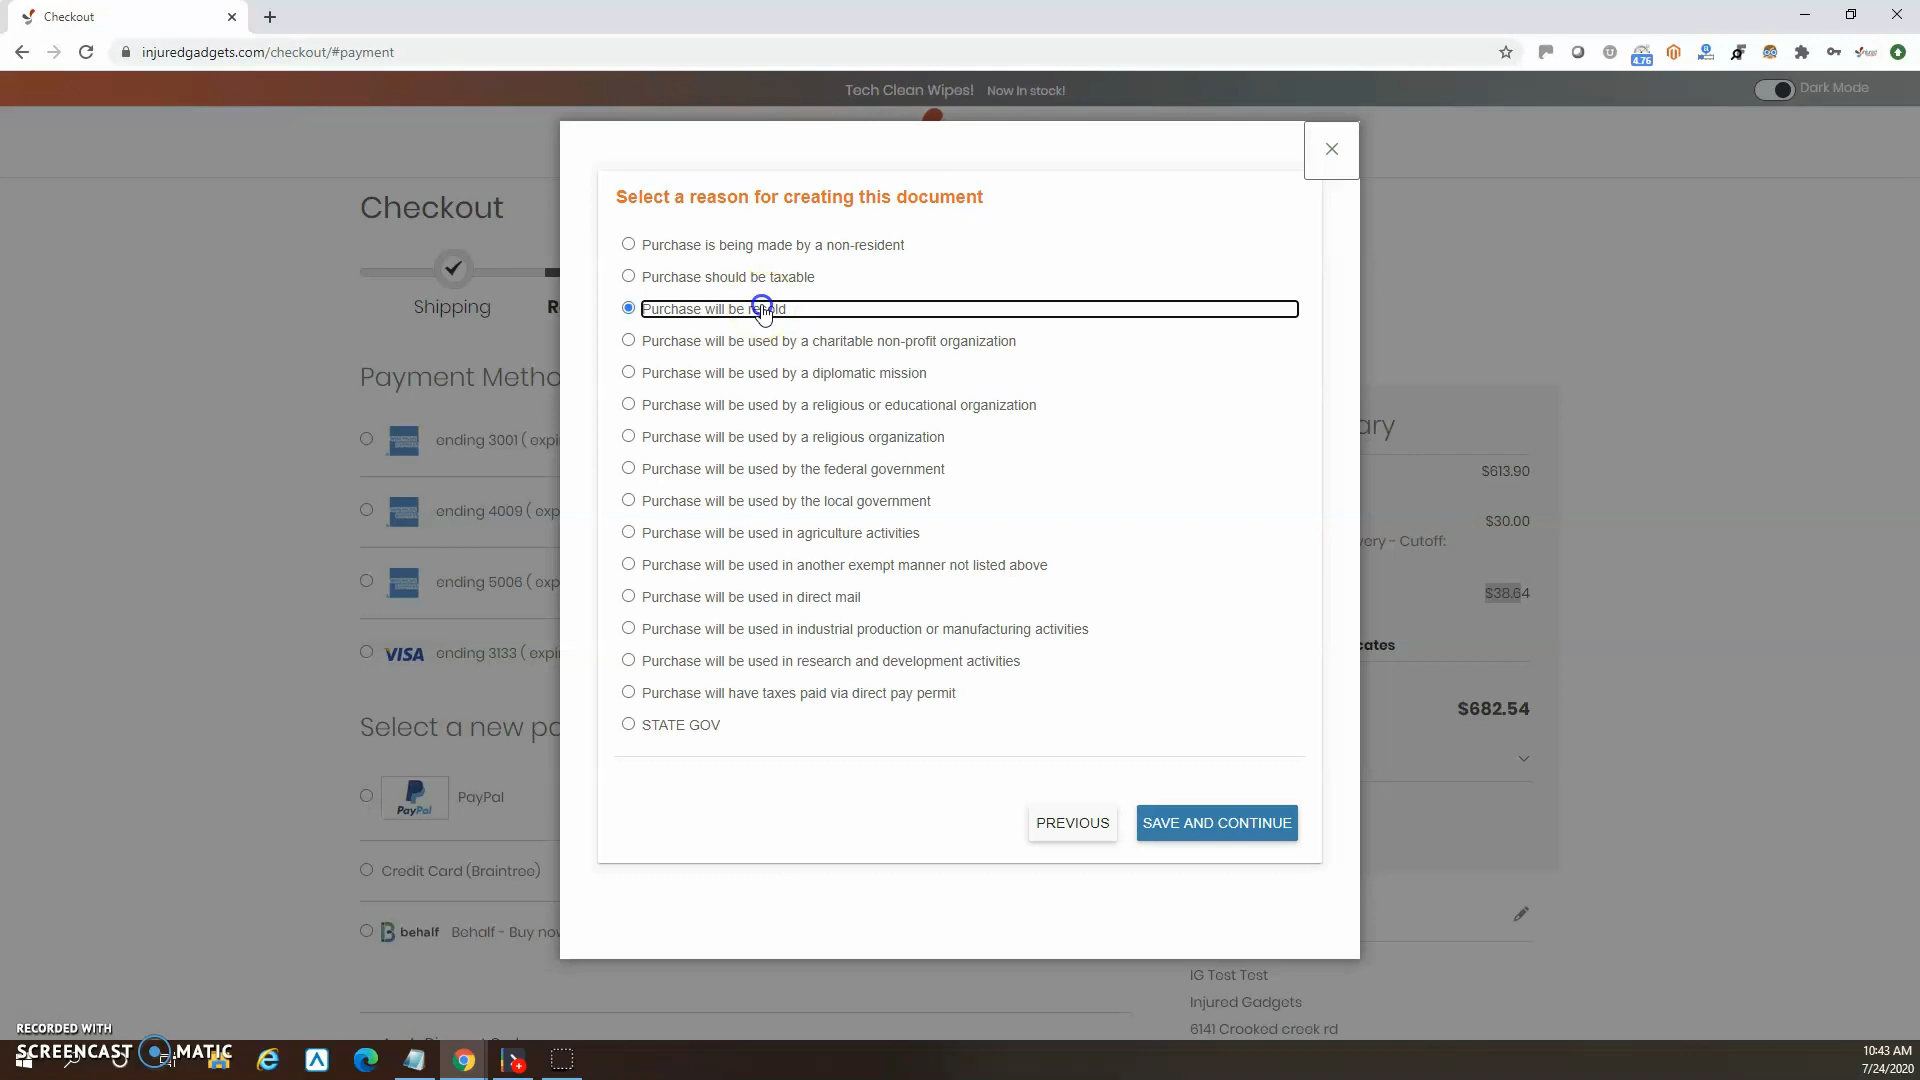 Checkout
injuredgadgets.com/checkout/#payment
4.76
Tech Clean Wipes! Now in stock!
Dark Mode
Checkout
Shipping
Select a reason for creating this document
Purchase is being made by a non-resident
Purchase should be taxable
Purchase will be resold
Purchase will be used by a charitable non-profit organization
Purchase will be used by a diplomatic mission
Purchase will be used by a religious or educational organization
Purchase will be used by a religious organization
Purchase will be used by the federal government
Purchase will be used by the local government
Purchase will be used in agriculture activities
Purchase will be used in another exempt manner not listed above
Purchase will be used in direct mail
Purchase will be used in industrial production or manufacturing activities
Purchase will be used in research and development activities
Purchase will have taxes paid via direct pay permit
STATE GOV
PREVIOUS
SAVE AND CONTINUE
Payment Metho
ending 3001 ( expi
ending 4009 ( exp
ending 5006 ( exp
VISA ending 3133 ( expi
Select a new po
PayPal PayPal
Credit Card (Braintree)
behalf Behalf - Buy nov
ary
$613.90
$30.00
very - Cutoff:
$38.64
cates
$682.54
IG Test Test
Injured Gadgets
6141 Crooked creek rd
RECORDED WITH
SCREENCAST MATIC
10:43 AM
7/24/2020